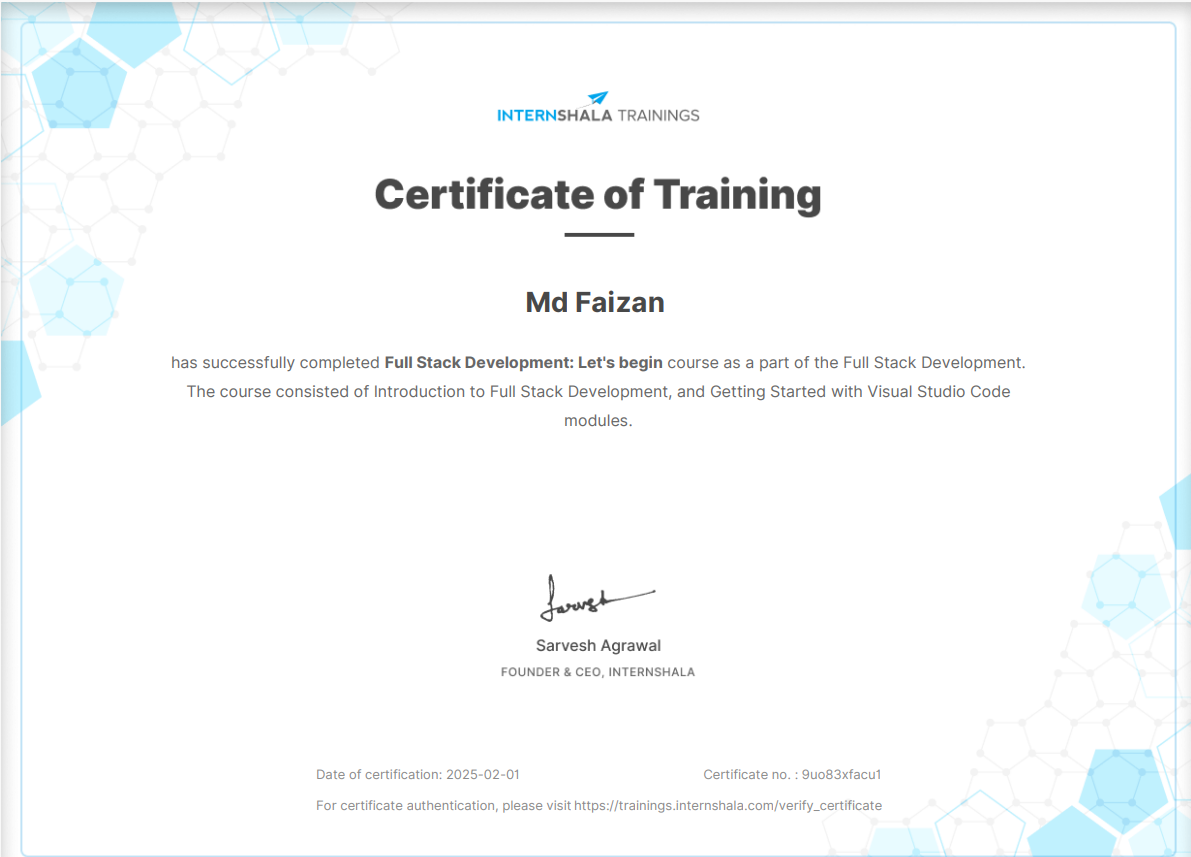 INTERNSHALA TRAININGS
Certificate of Training
Md Faizan
has successfully completed Full Stack Development: Let's begin course as a part of the Full Stack Development.
The course consisted of Introduction to Full Stack Development, and Getting Started with Visual Studio Code
modules.
Sarvesh
Sarvesh Agrawal
FOUNDER & CEO, INTERNSHALA
Date of certification: 2025-02-01 Certificate no. : 9uo83xfacu1
For certificate authentication, please visit https://trainings.internshala.com/verify_certificate